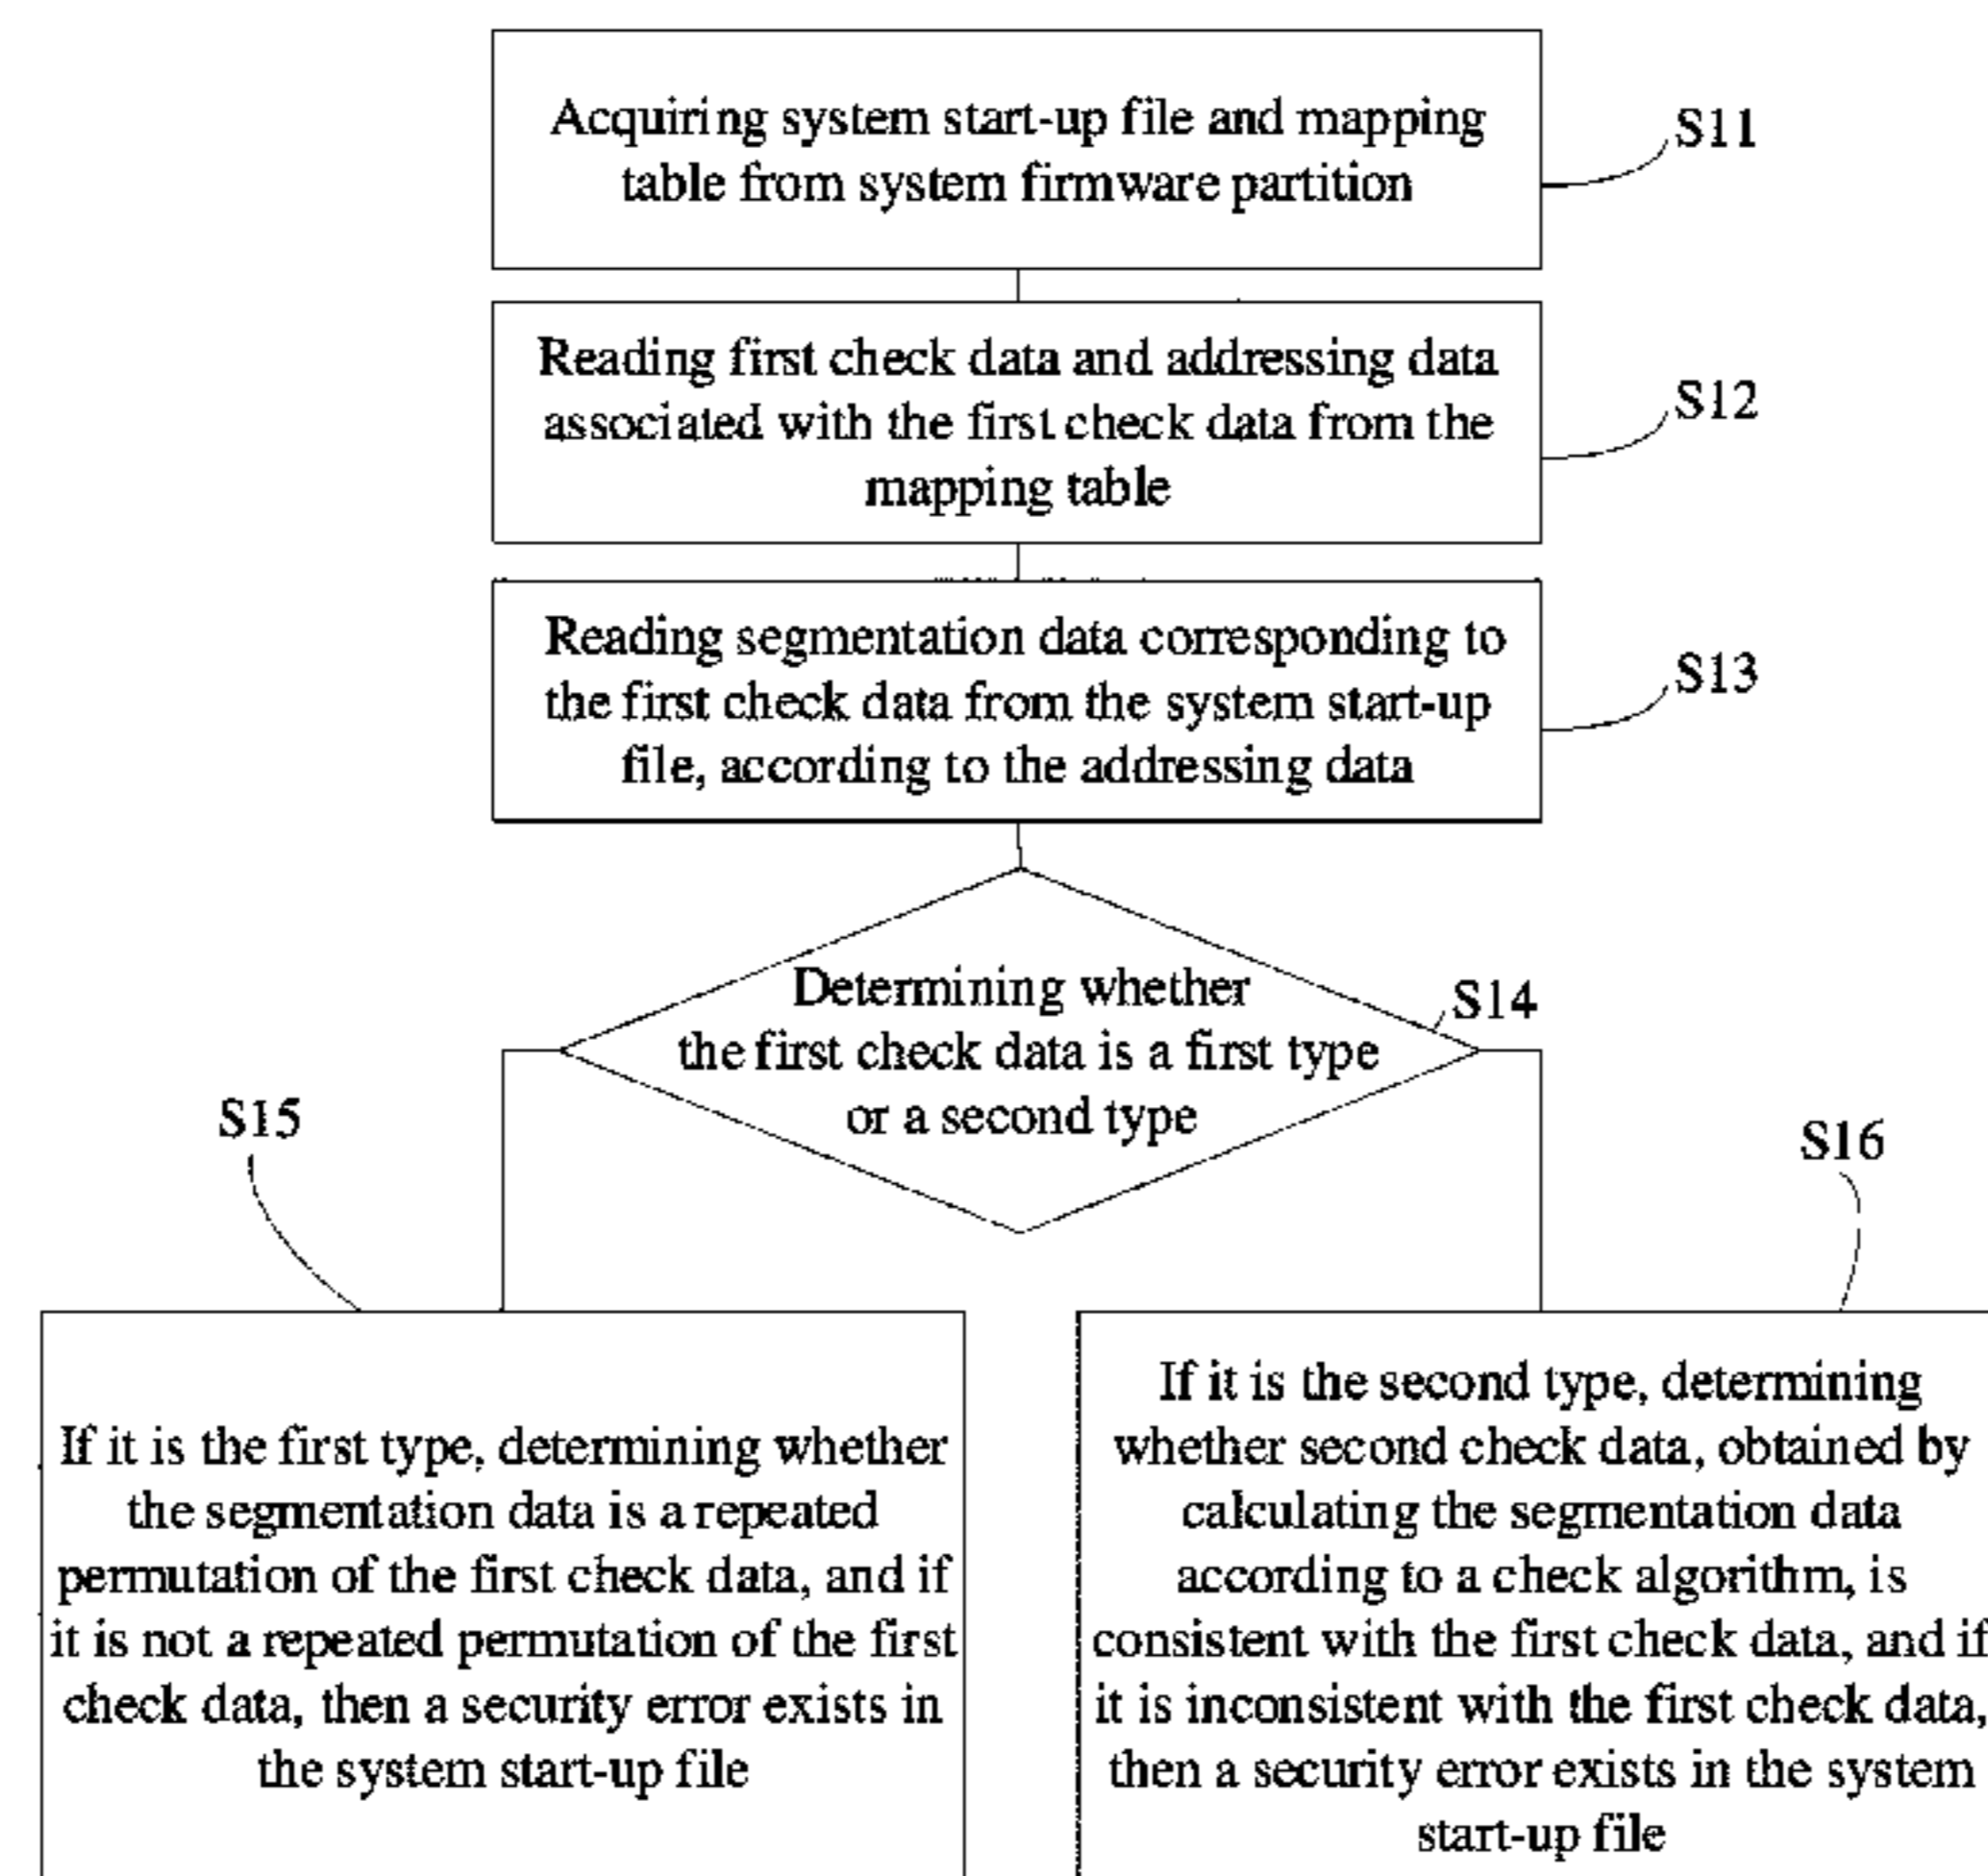 Acquiring system start-up file and mapping
table from system firmware partition
S11
Reading first check data and addressing data
associated with the first check data from the
mapping table
S12
Reading segmentation data corresponding to
the first check data from the system start-up
file, according to the addressing data
S13
Determining whether
the first check data is a first type
or a second type
S14
S15
S16
If it is the first type, determining whether
the segmentation data is a repeated
permutation of the first check data, and if
it is not a repeated permutation of the first
check data, then a security error exists in
the system start-up file
If it is the second type, determining
whether second check data, obtained by
calculating the segmentation data
according to a check algorithm, is
consistent with the first check data, and if
it is inconsistent with the first check data,
then a security error exists in the system
start-up file